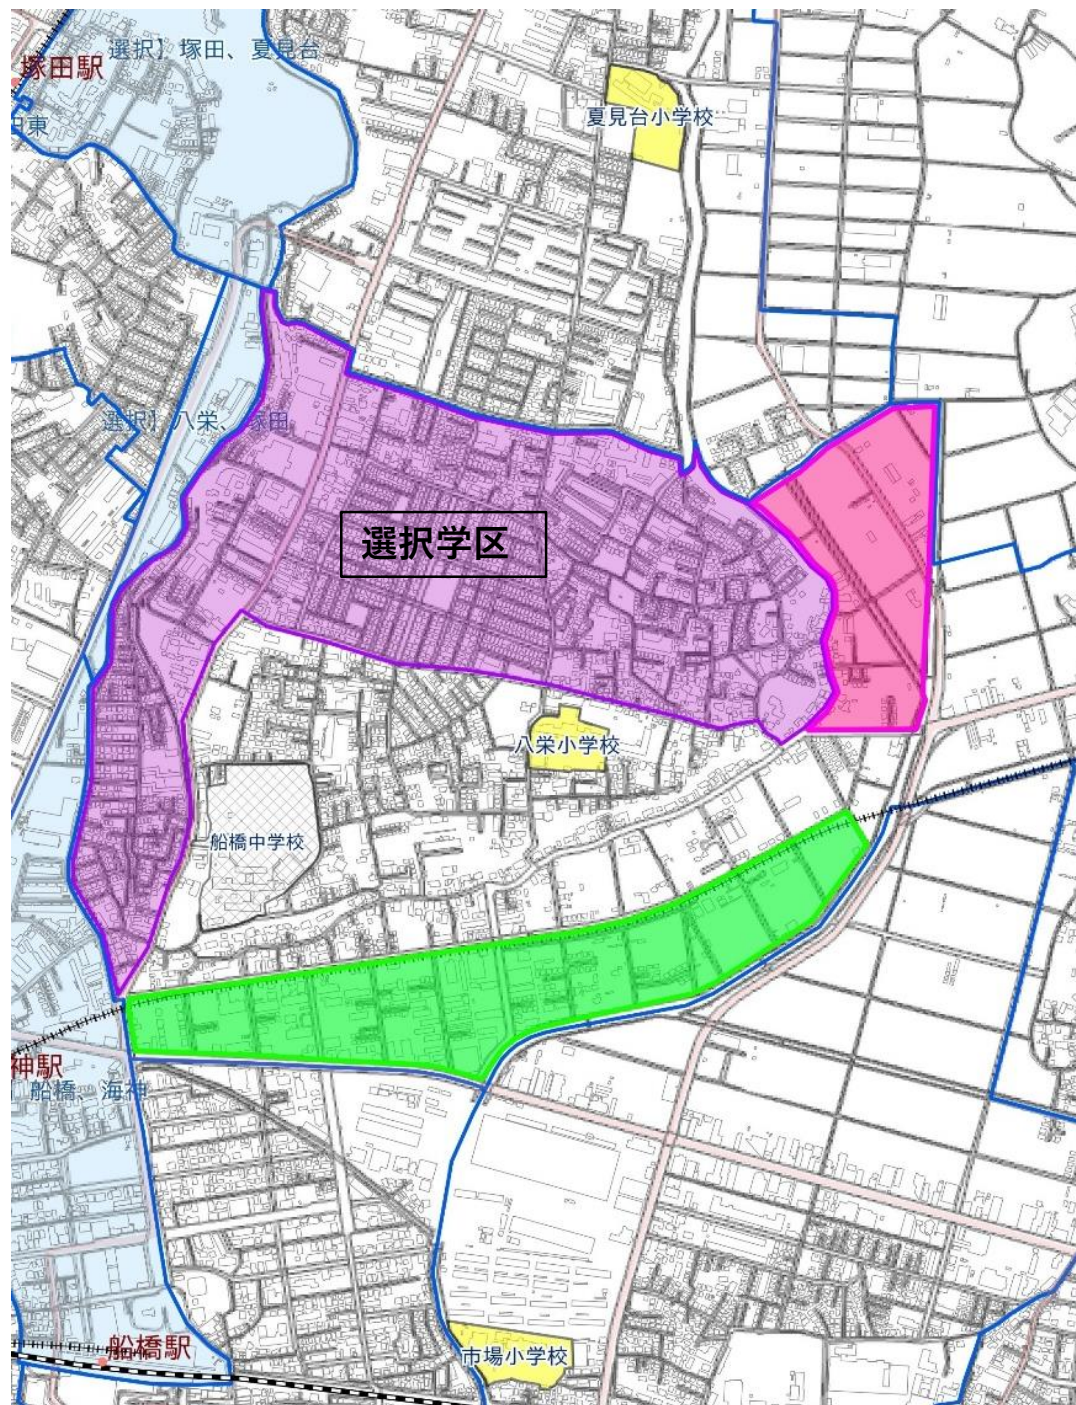 選択】塚田、夏見台
塚田駅
東
夏見台小学校
選択】八栄、塚田
選択学区
八栄小学校
船橋中学校
神駅
船橋、海神
船橋駅
市場小学校